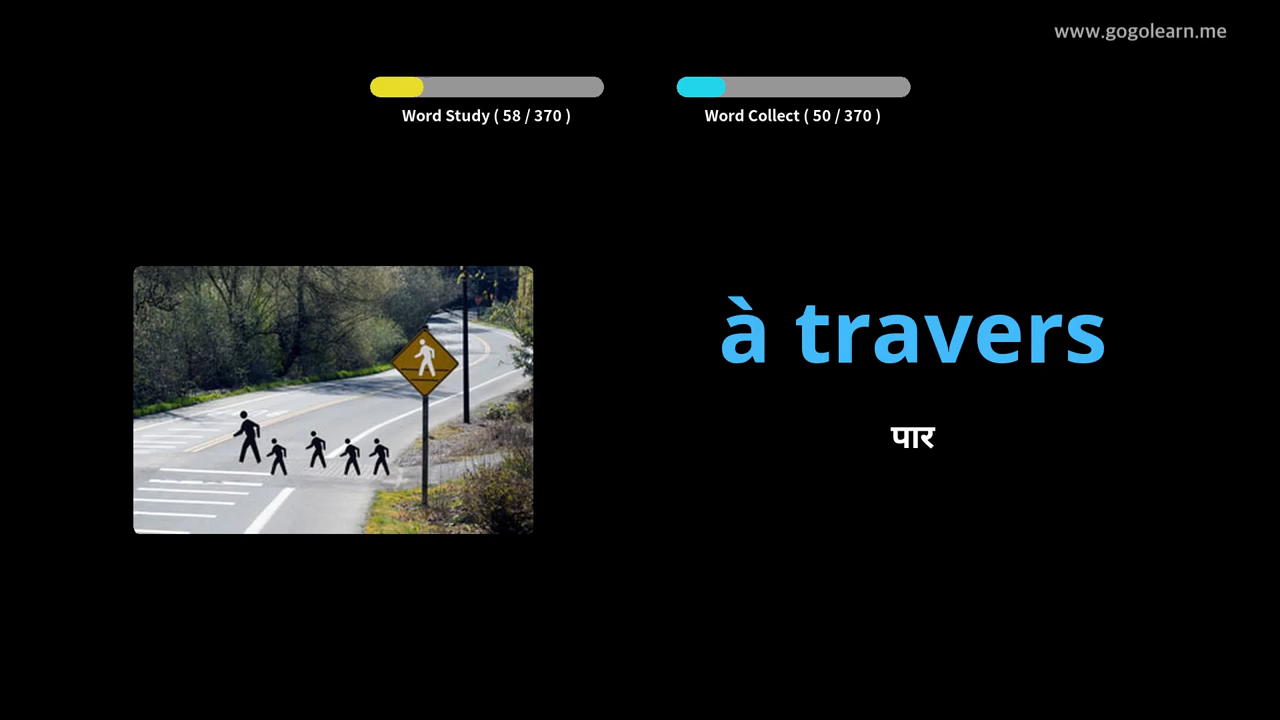 www.gogolearn.me
Word Study ( 58 / 370 )
Word Collect ( 50 / 370 )
à travers
पार